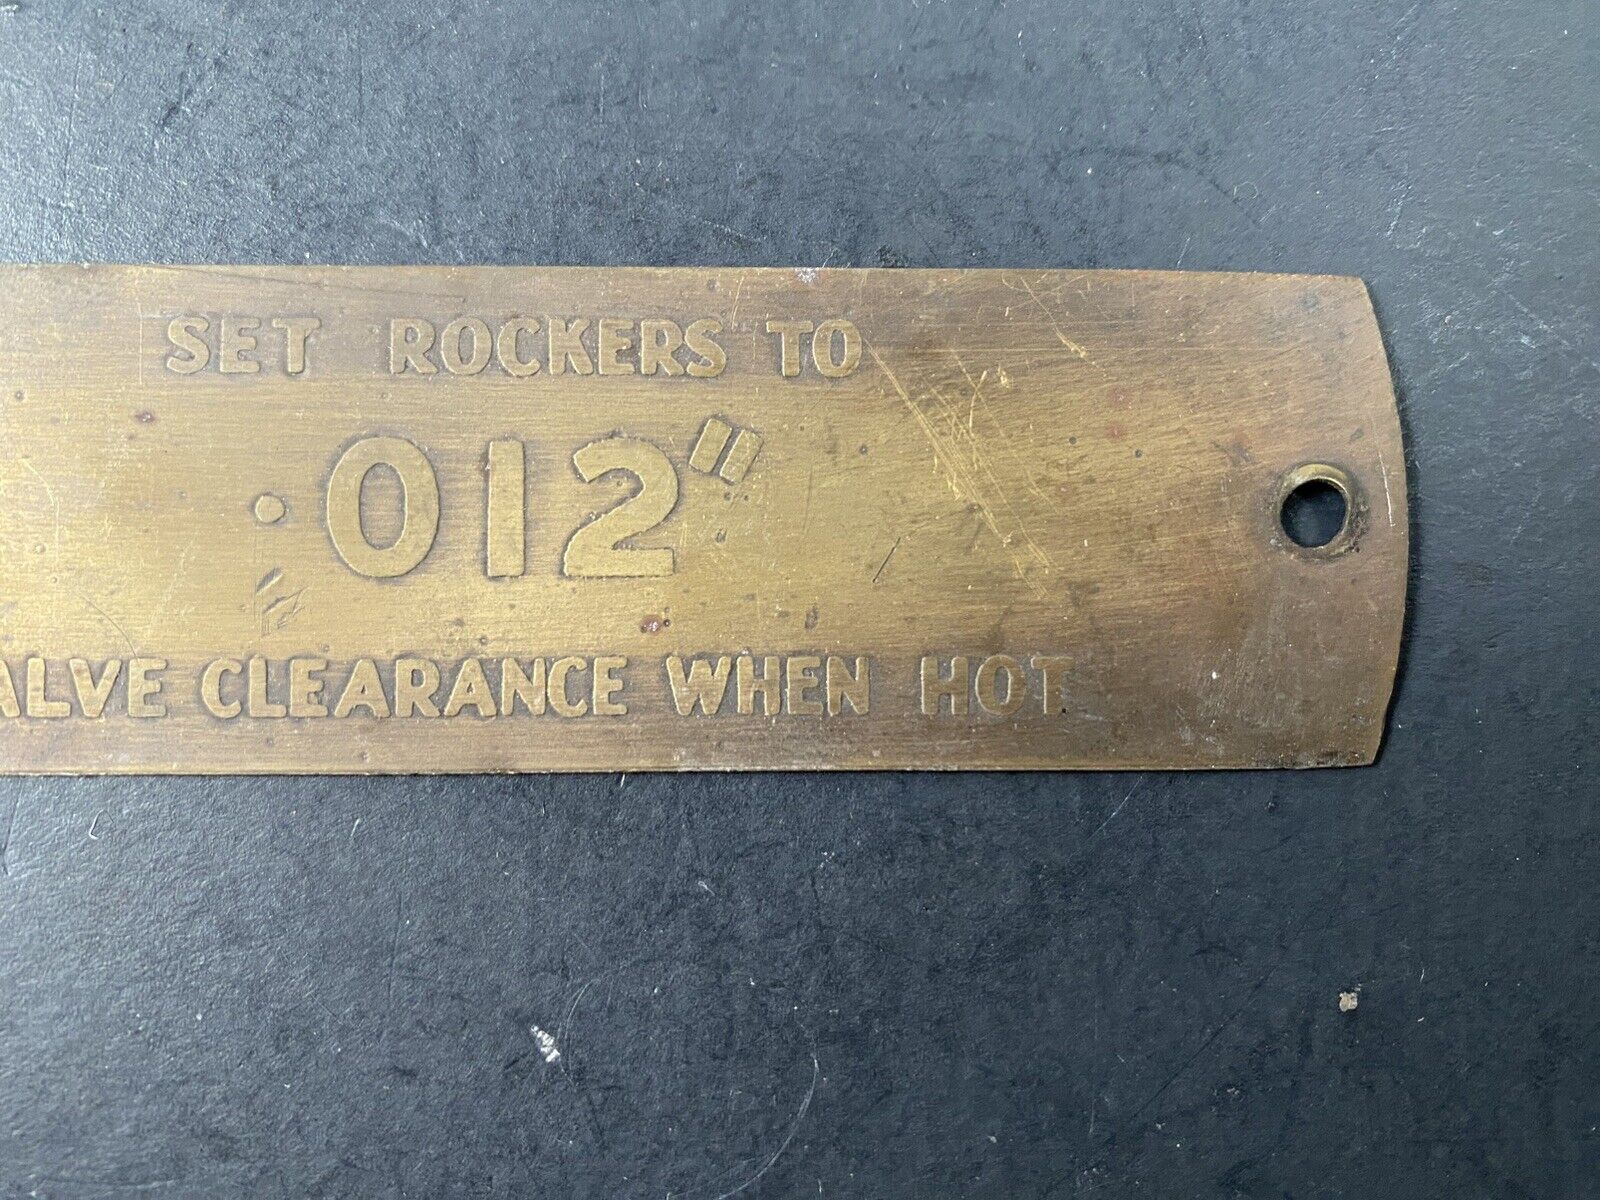 SET ROCKERS TO
.012"
ALVE CLEARANCE WHEN HOT